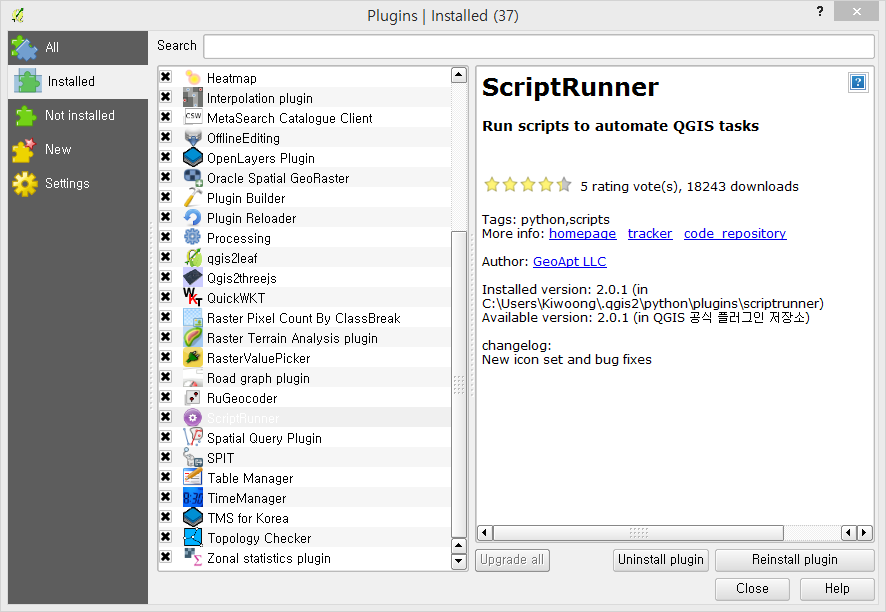 Plugins | Installed (37)
?
All
Installed
Not installed
New
Settings
Search
Heatmap
Interpolation plugin
CSW
MetaSearch Catalogue Client
OfflineEditing
OpenLayers Plugin
Oracle Spatial GeoRaster
Plugin Builder
Plugin Reloader
Processing
qgis2leaf
Qgis2threejs
WKT
QuickWKT
Raster Pixel Count By ClassBreak
Raster Terrain Analysis plugin
RasterValuePicker
Road graph plugin
RuGeocoder
ScriptRunner
Spatial Query Plugin
SPIT
Table Manager
8:30
TimeManager
TMS for Korea
Topology Checker
Zonal statistics plugin
ScriptRunner
?
Run scripts to automate QGIS tasks
5 rating vote(s), 18243 downloads
Tags: python,scripts
More info: homepage tracker code_repository
Author: GeoApt LLC
Installed version: 2.0.1 (in
C:\Users\Kiwoong\.qgis2\python\plugins\scriptrunner)
Available version: 2.0.1 (in QGIS 공식 플러그인 저장소)
changelog:
New icon set and bug fixes
Upgrade all
Uninstall plugin
Reinstall plugin
Close
Help